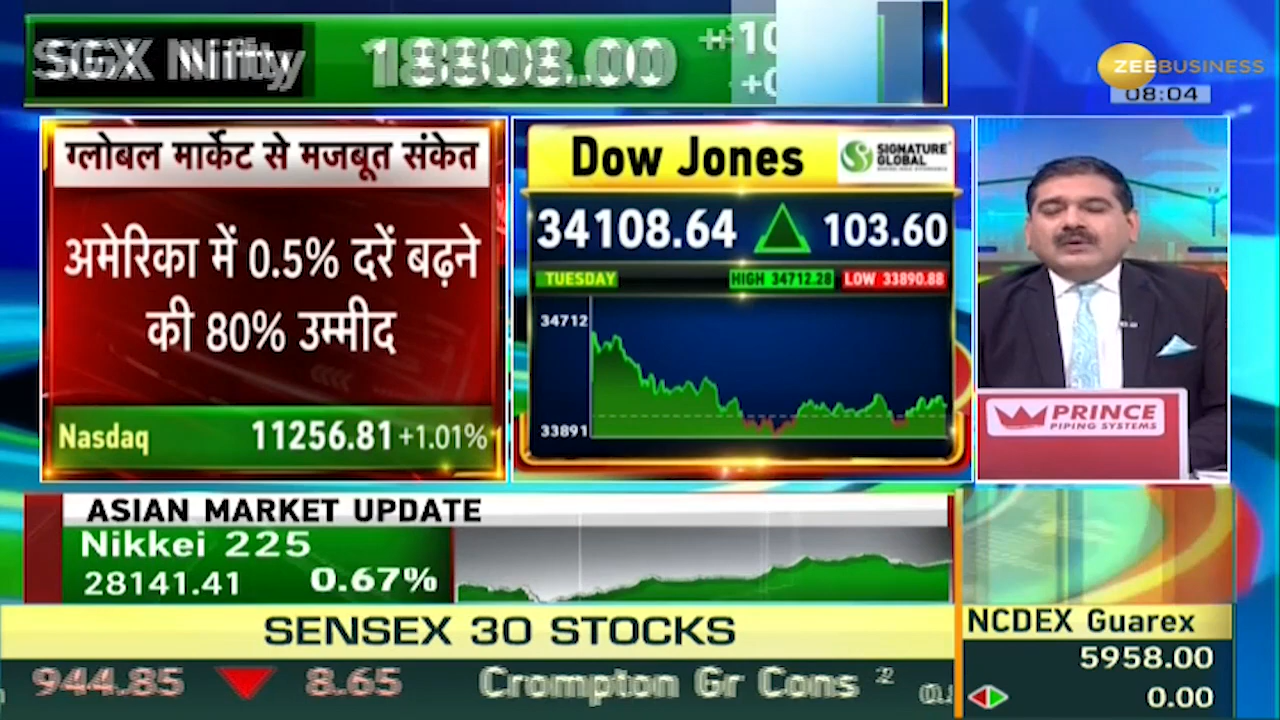 SGX Nifty
ZEEBUSINESS
08:04
ग्लोबल मार्केट से मजबूत संकेत
अमेरिका में 0.5% दरें बढ़ने
की 80% उम्मीद
Nasdaq 11256.81 +1.01%
Dow Jones
SIGNATURE
GLOBAL
34108.64 103.60
TUESDAY HIGH 34712.28 LOW 33890.88
34712
33891
PRINCE
PIPING SYSTEMS
ASIAN MARKET UPDATE
Nikkei 225
28141.41 0.67%
SENSEX 30 STOCKS
944.85 8.65 Crompton Gr Cons
NCDEX Guarex
5958.00
0.00